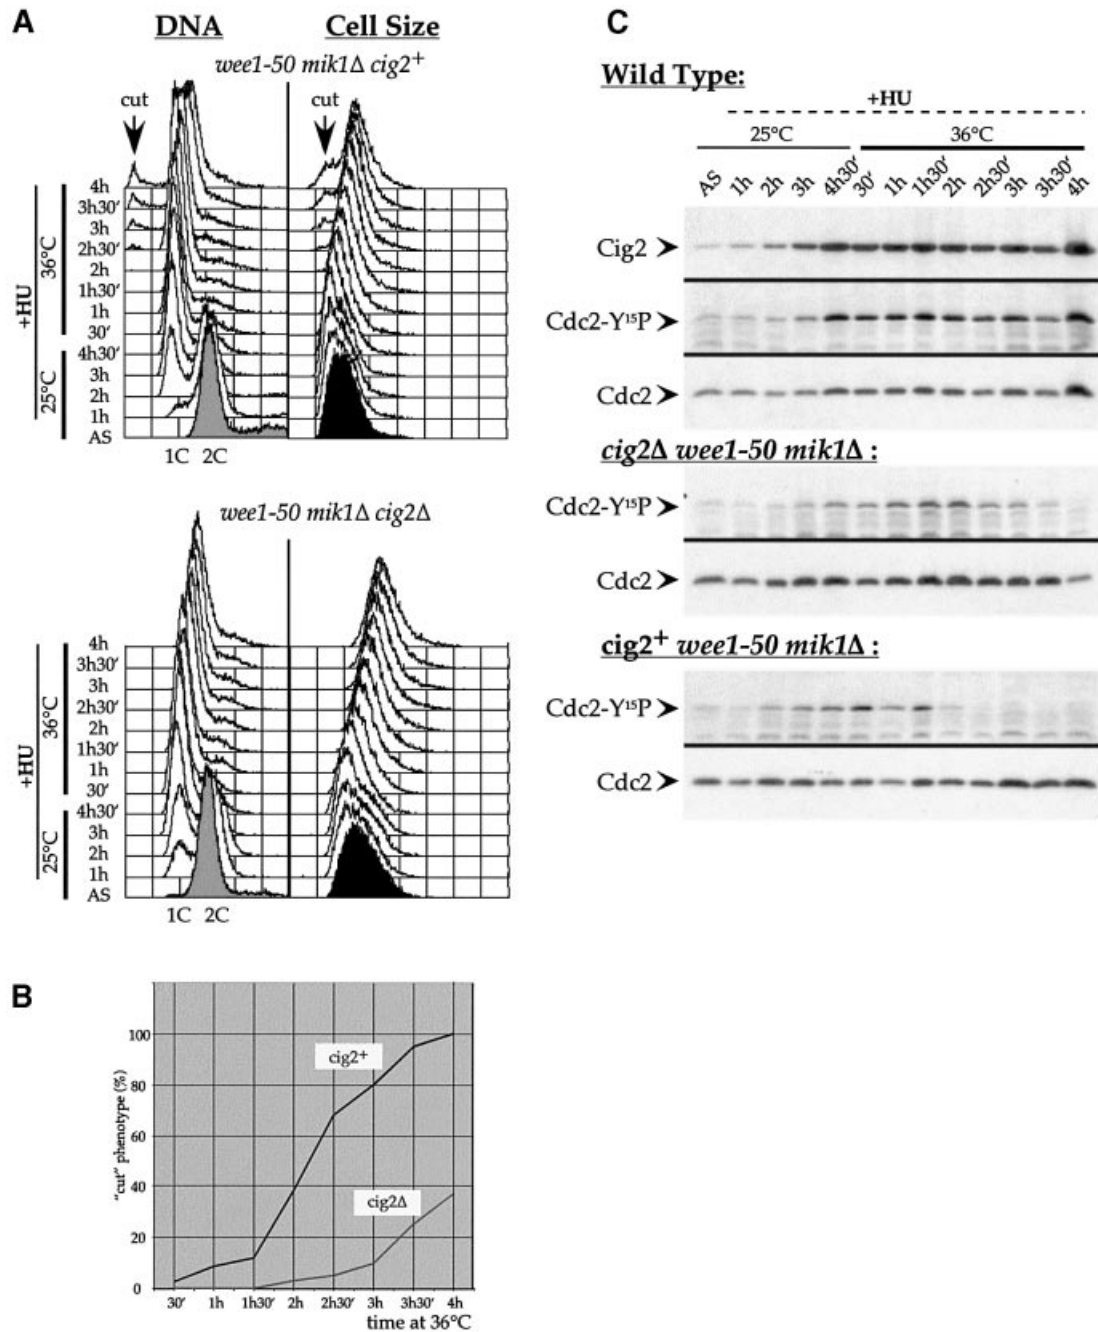 A
DNA
Cell Size
wee1-50 mik1Δ cig2⁺
cut
cut
4h
3h30'
3h
2h30'
2h
1h30'
1h
30'
4h30'
3h
2h
1h
AS
+HU
36°C
25°C
1C
2C
wee1-50 mik1Δ cig2Δ
4h
3h30'
3h
2h30'
2h
1h30'
1h
30'
4h30'
3h
2h
1h
AS
+HU
36°C
25°C
1C
2C
B
"cut" phenotype (%)
100
80
60
40
20
0
cig2⁺
cig2Δ
30' 1h 1h30' 2h 2h30' 3h 3h30' 4h
time at 36°C
C
Wild Type:
+HU
25°C 36°C
AS 1h 2h 3h 4h30' 30' 1h 1h30' 2h 2h30' 3h 3h30' 4h
Cig2
Cdc2-Y¹⁵P
Cdc2
cig2Δ wee1-50 mik1Δ :
Cdc2-Y¹⁵P
Cdc2
cig2⁺ wee1-50 mik1Δ :
Cdc2-Y¹⁵P
Cdc2